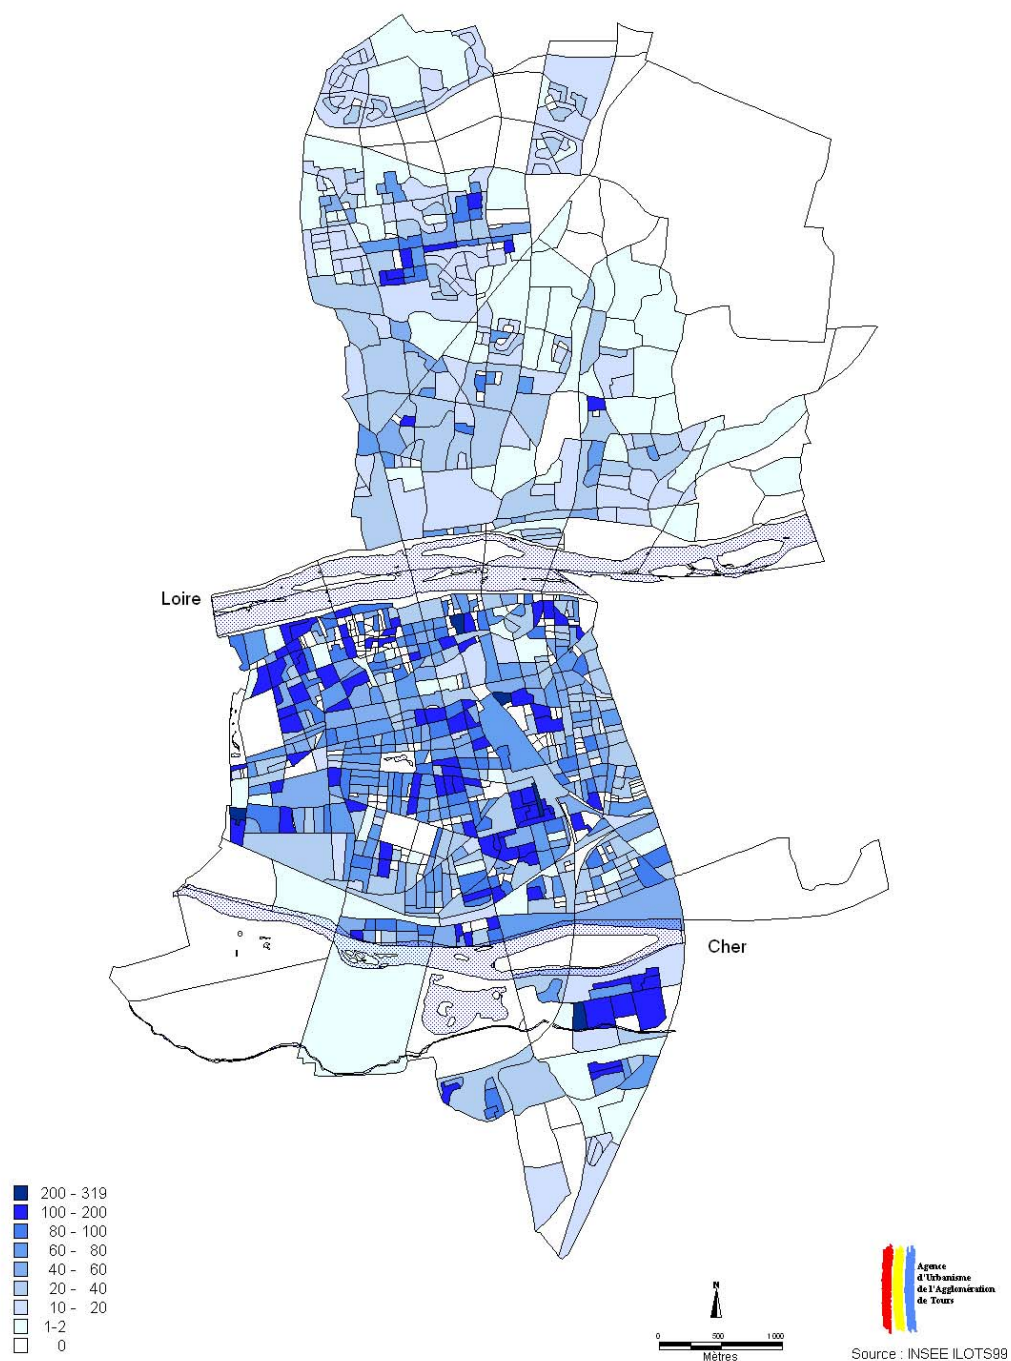 Loire
Cher
200 - 319
100 - 200
80 - 100
60 - 80
40 - 60
20 - 40
10 - 20
1-2
0
N
0 500 1000
Mètres
Agence
d'Urbanisme
de l'Agglomération
de Tours
Source : INSEE ILOTS99